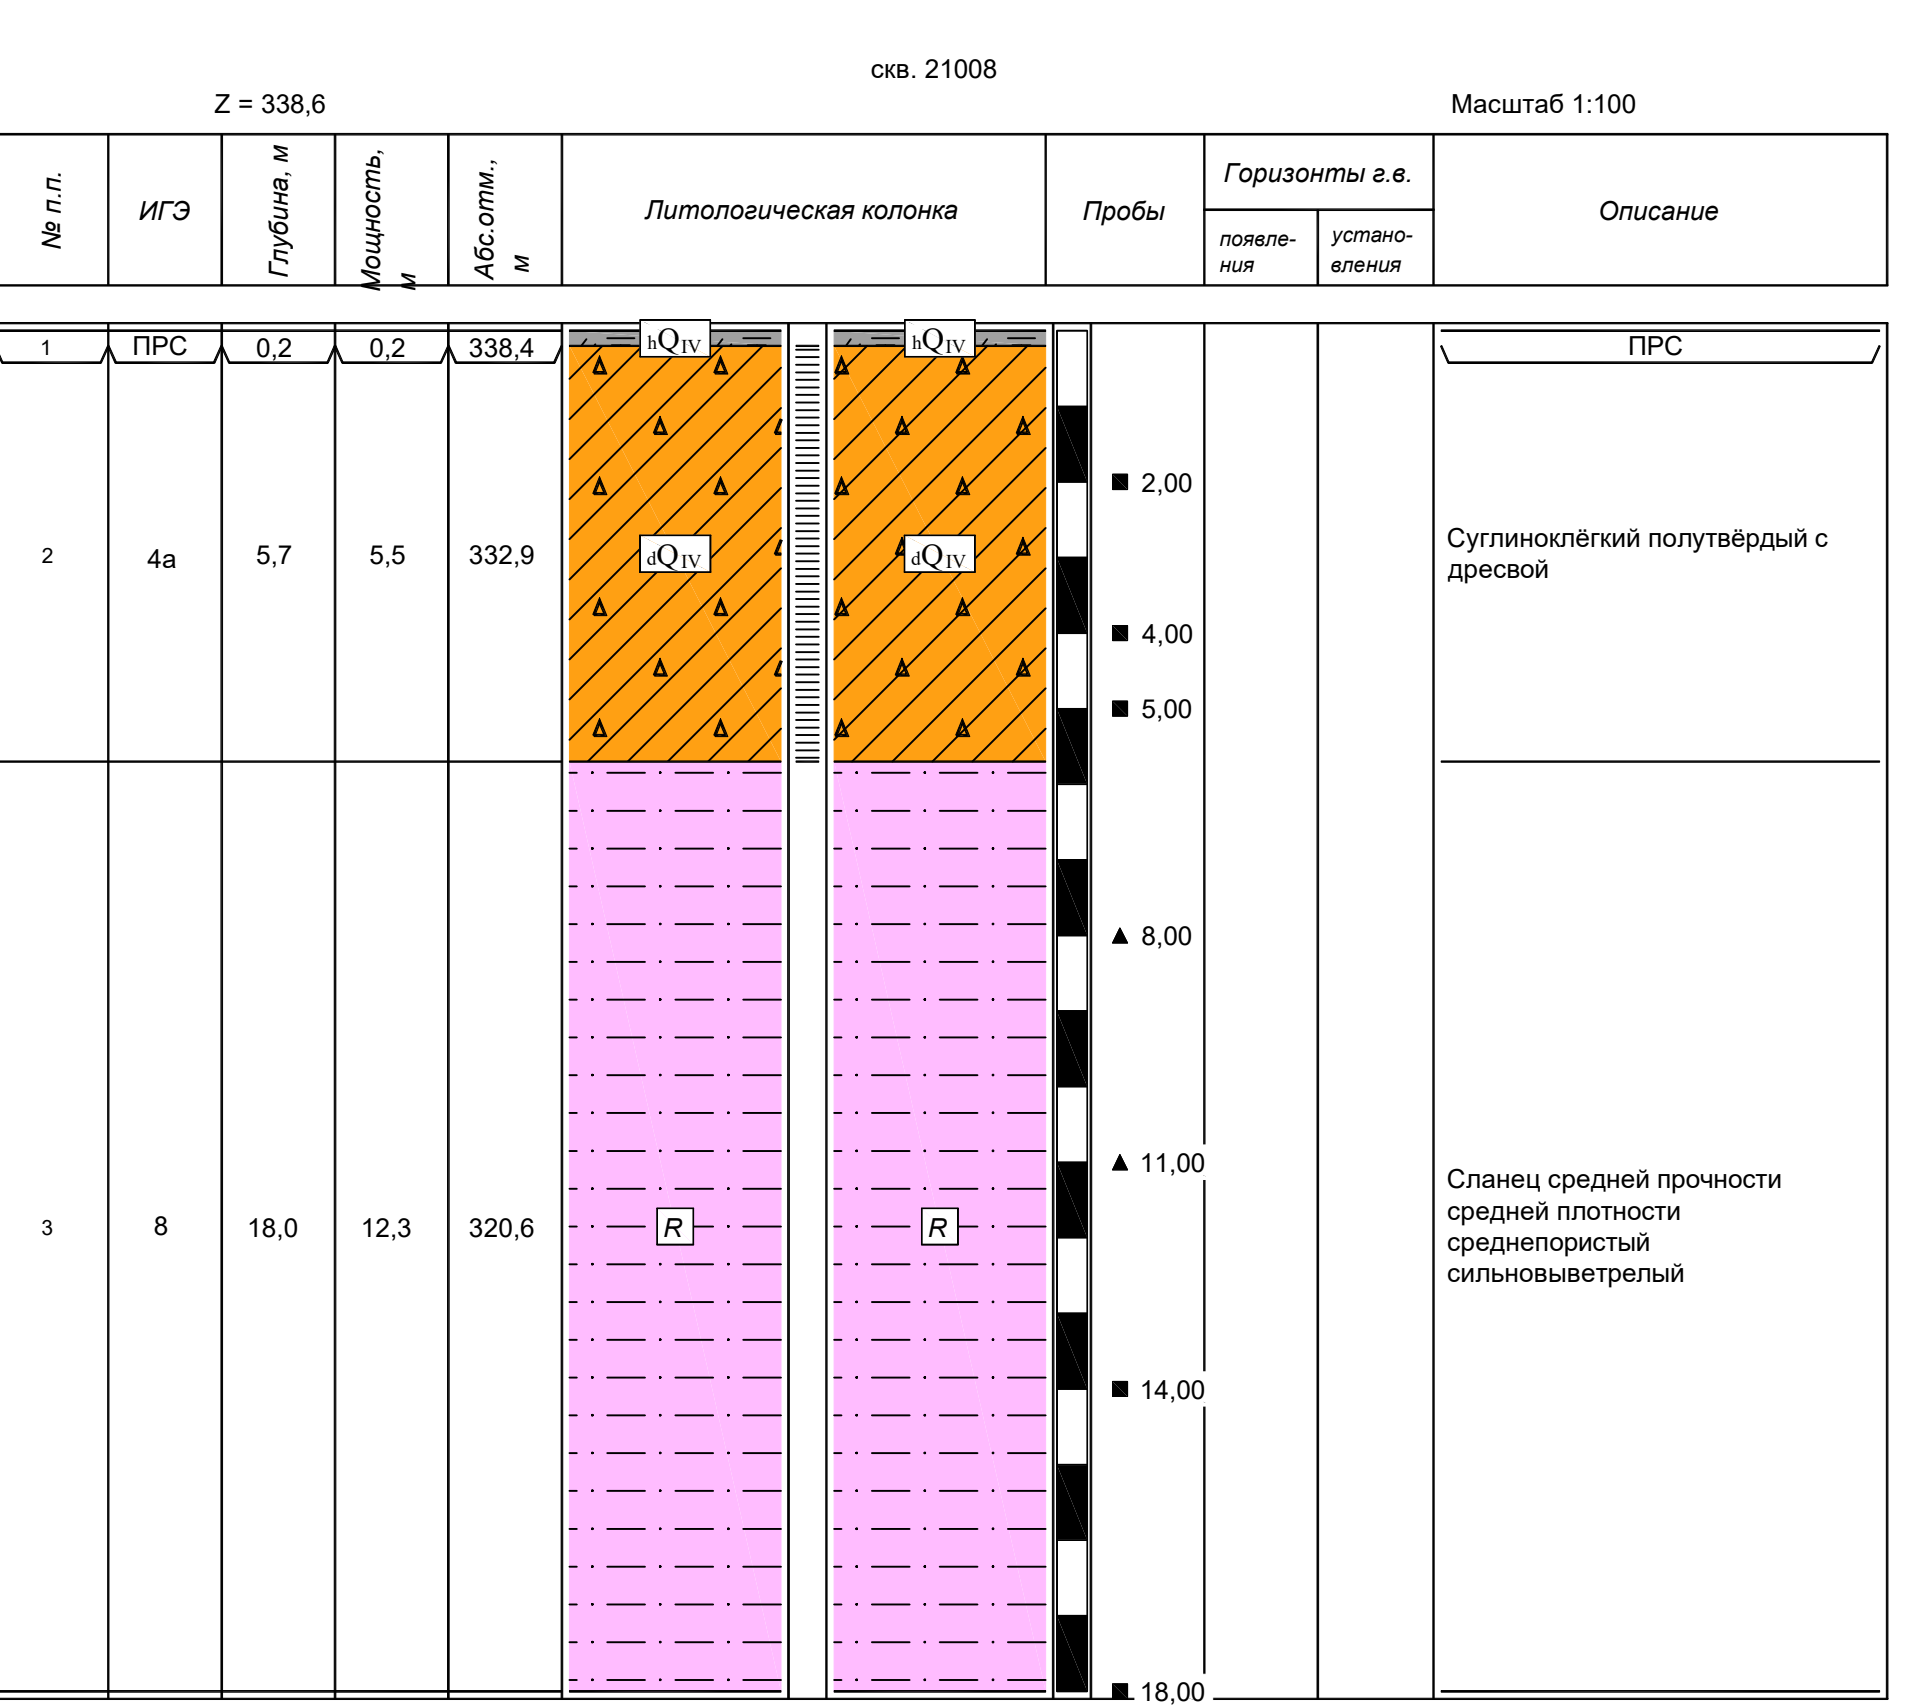 скв. 21008
Z = 338,6
Масштаб 1:100
№ п.п.
ИГЭ
Глубина, м
Мощность,
м
Абс.отм.,
м
Литологическая колонка
Пробы
Горизонты г.в.
появле-
ния
устано-
вления
Описание
1
ПРС
0,2
0,2
338,4
hQIV
hQIV
ПРС
2
4а
5,7
5,5
332,9
dQIV
dQIV
2,00
4,00
5,00
Суглиноклёгкий полутвёрдый с
дресвой
3
8
18,0
12,3
320,6
R
R
8,00
11,00
14,00
18,00
Сланец средней прочности
средней плотности
среднепористый
сильновыветрелый